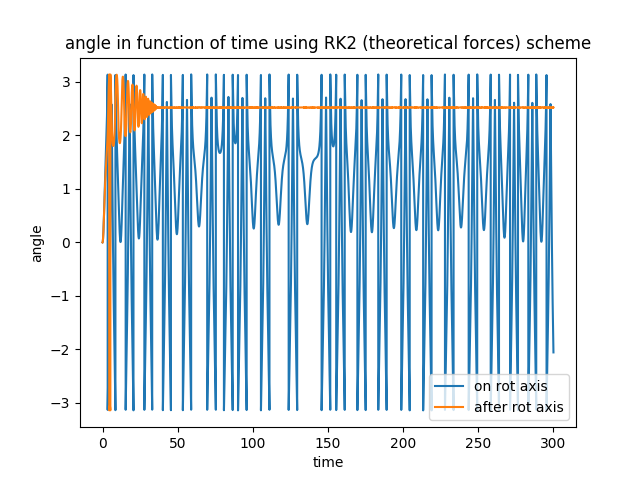 angle in function of time using RK2 (theoretical forces) scheme
3
2
1
0
−1
−2
−3
angle
0
50
100
150
200
250
300
time
on rot axis
after rot axis